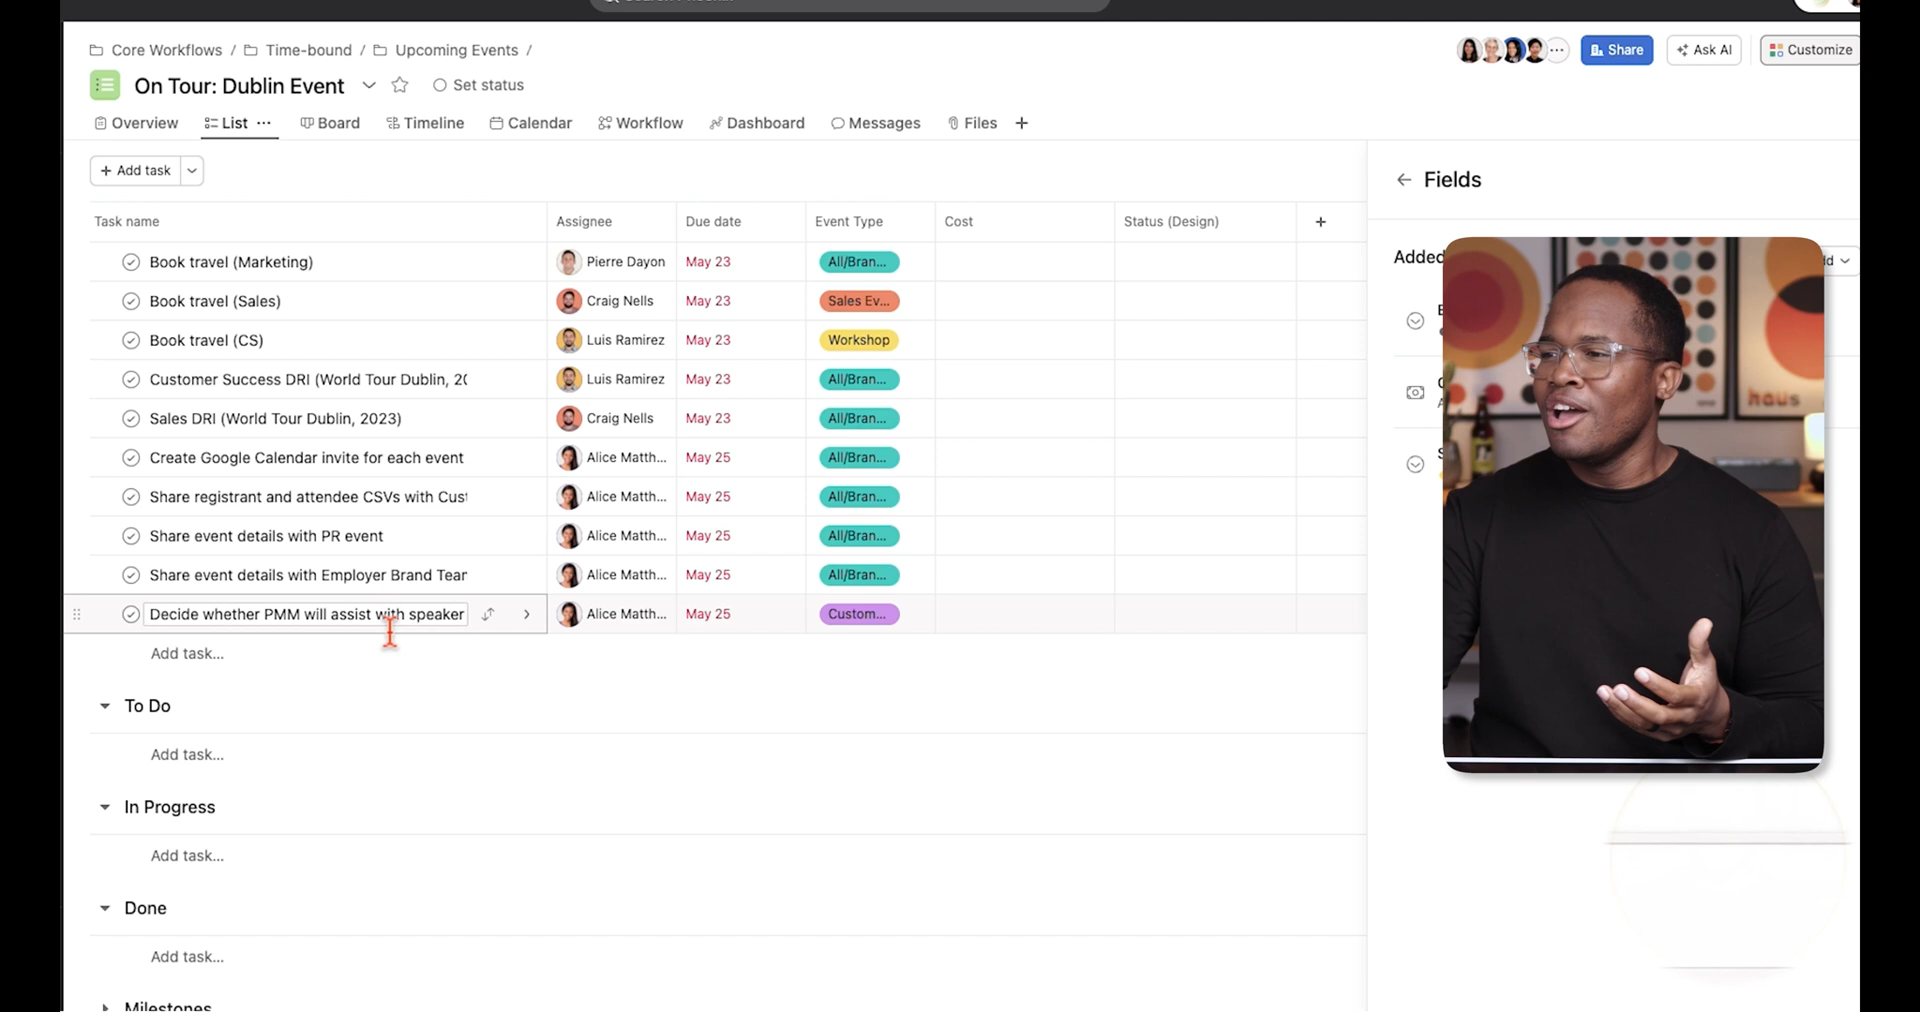 Core Workflows / Time-bound / Upcoming Events /
Share
Ask AI
Customize
On Tour: Dublin Event
Set status
Overview
List
Board
Timeline
Calendar
Workflow
Dashboard
Messages
Files
+ Add task
Fields
Task name Assignee Due date Event Type Cost Status (Design) +
Added
Book travel (Marketing) Pierre Dayon May 23 All/Bran...
Book travel (Sales) Craig Nells May 23 Sales Ev...
Book travel (CS) Luis Ramirez May 23 Workshop
Customer Success DRI (World Tour Dublin, 20 Luis Ramirez May 23 All/Bran...
Sales DRI (World Tour Dublin, 2023) Craig Nells May 23 All/Bran...
haus
Create Google Calendar invite for each event Alice Matth... May 25 All/Bran...
Share registrant and attendee CSVs with Cust Alice Matth... May 25 All/Bran...
Share event details with PR event Alice Matth... May 25 All/Bran...
Share event details with Employer Brand Tear Alice Matth... May 25 All/Bran...
Decide whether PMM will assist with speaker Alice Matth... May 25 Custom...
Add task...
To Do
Add task...
In Progress
Add task...
Done
Add task...
Milestones